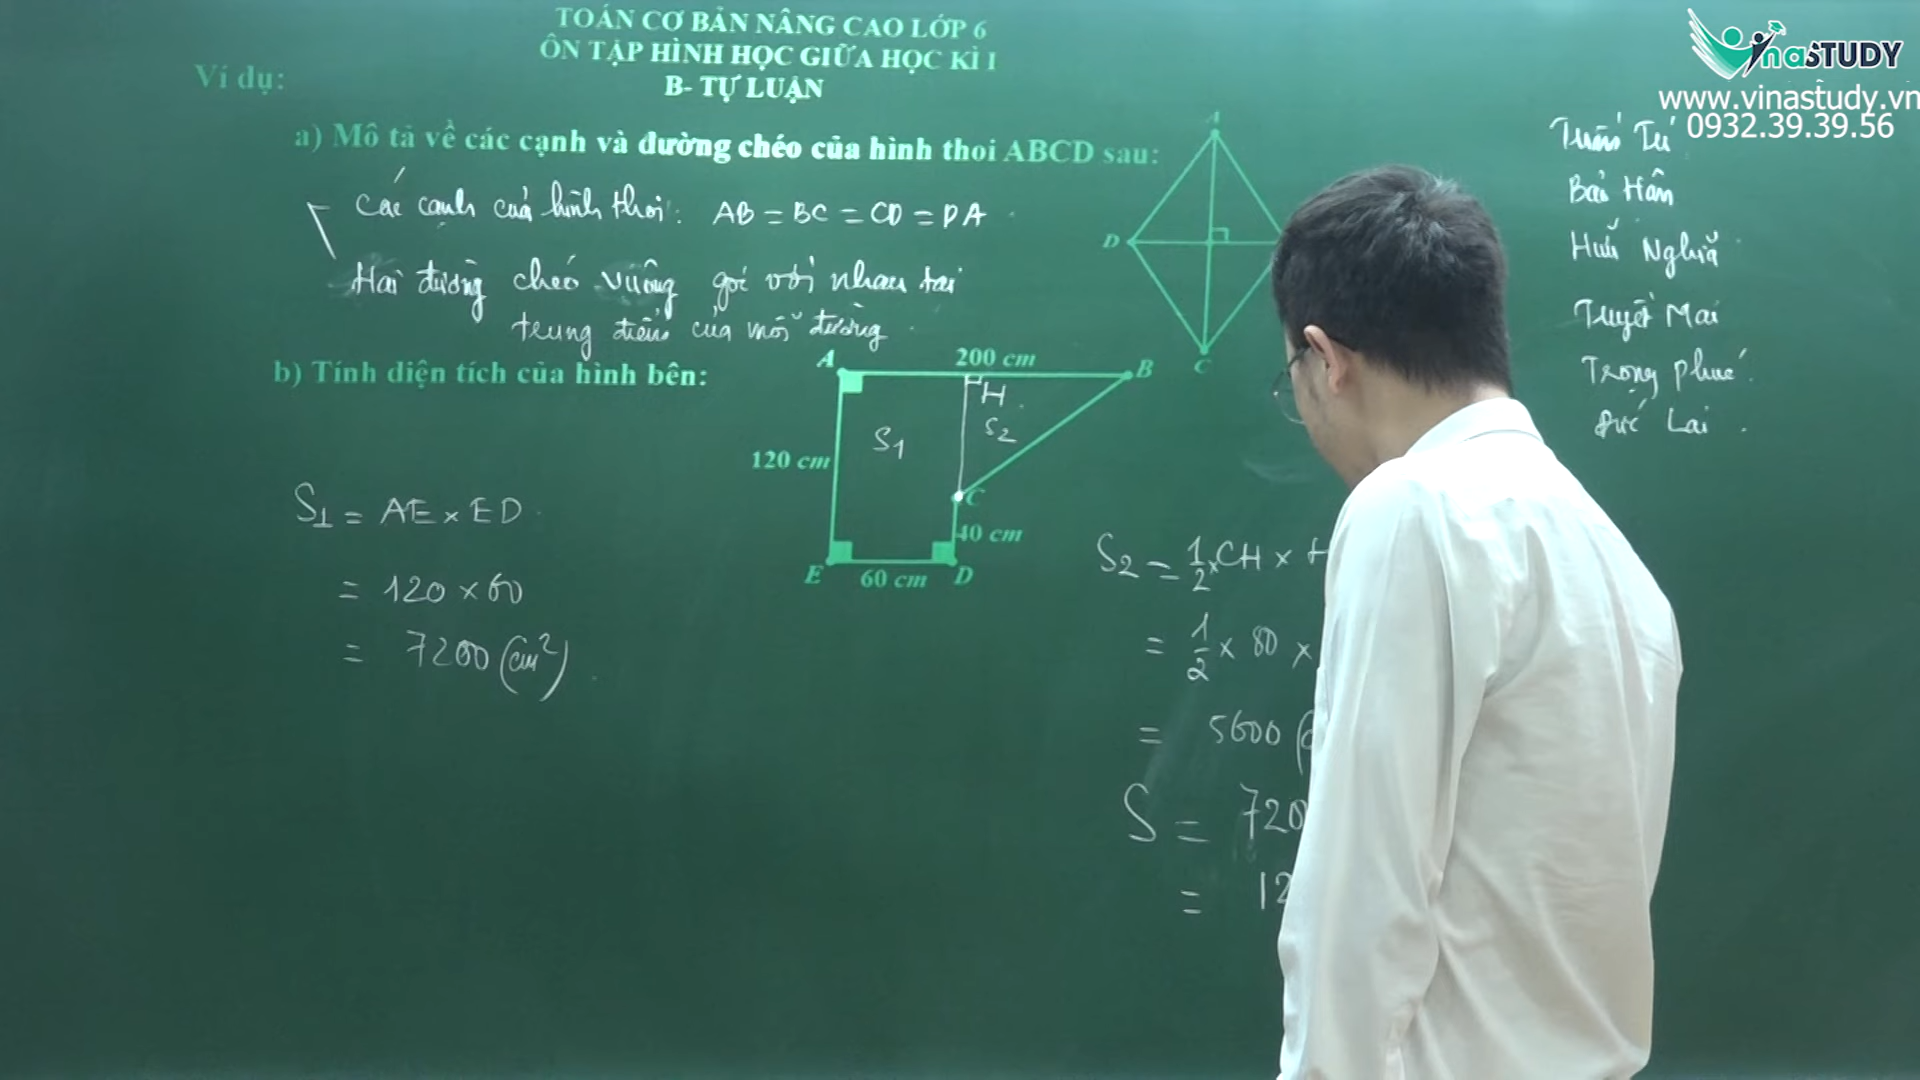 TOÁN CƠ BẢN NÂNG CAO LỚP 6
ÔN TẬP HÌNH HỌC GIỮA HỌC KÌ I
B- TỰ LUẬN
Ví dụ:
VinaSTUDY
www.vinastudy.vn
0932.39.39.56
a) Mô tả về các cạnh và đường chéo của hình thoi ABCD sau:
Các cạnh của hình thoi: AB = BC = CD = DA
Hai đường chéo vuông góc với nhau tại
trung điểm của mỗi đường
A
D
C
Tuấn Tú
Bảo Hân
Hữu Nghĩa
Tuyết Mai
Trọng Phúc
Đức Lai
b) Tính diện tích của hình bên:
A
200 cm
B
H
S1
S2
120 cm
C
40 cm
E
60 cm
D
S1 = AE × ED
= 120 × 60
= 7200 (cm²)
S2 = 1/2 × CH ×
= 1/2 × 80 ×
= 5600
S = 720
= 12